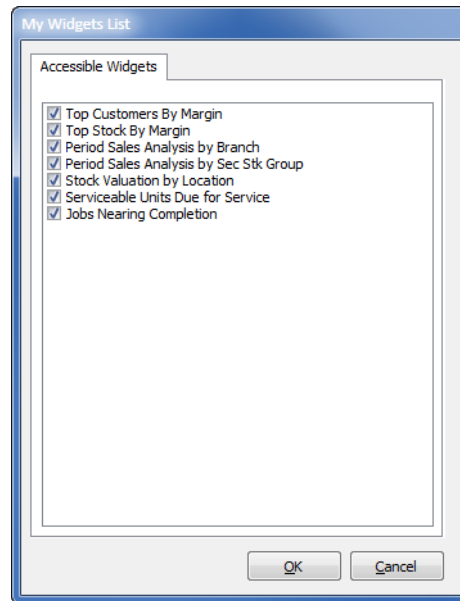 My Widgets List
Accessible Widgets
Top Customers By Margin
Top Stock By Margin
Period Sales Analysis by Branch
Period Sales Analysis by Sec Stk Group
Stock Valuation by Location
Serviceable Units Due for Service
Jobs Nearing Completion
OK
Cancel